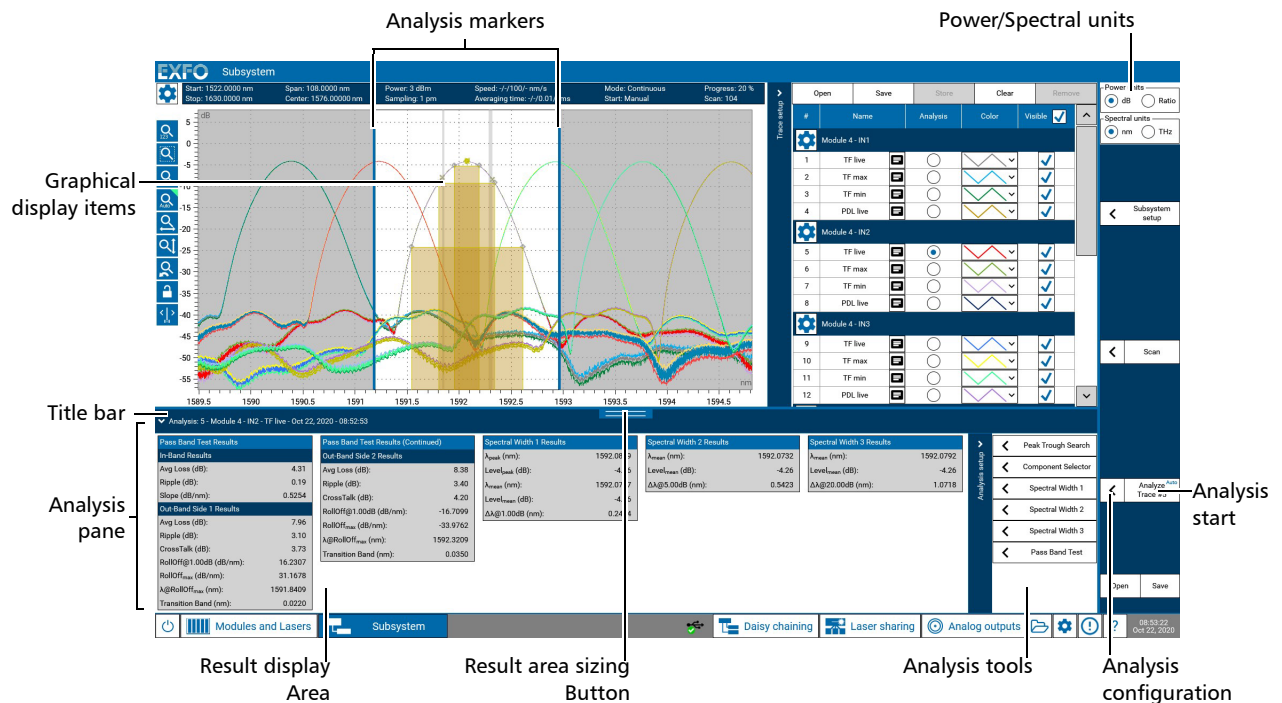 Analysis markers
Power/Spectral units
EXFO Subsystem
Start: 1522.0000 nm Span: 108.0000 nm Power: 3 dBm Speed: -/-/100/- nm/s Mode: Continuous Progress: 20 %
Stop: 1630.0000 nm Center: 1576.00000 nm Sampling: 1 pm Averaging time: -/-/0.01/ ms Start: Manual Scan: 104
Trace setup
Open Save Store Clear Remove
# Name Analysis Color Visible
Module 4 - IN1
1 TF live
2 TF max
3 TF min
4 PDL live
Module 4 - IN2
5 TF live
6 TF max
7 TF min
8 PDL live
Module 4 - IN3
9 TF live
10 TF max
11 TF min
12 PDL live
Power units
dB Ratio
Spectral units
nm THz
Subsystem setup
Scan
Analyze Auto
Trace #5
Open Save
123
Auto
dB
5
0
-5
-10
-15
-20
-25
-30
-35
-40
-45
-50
-55
nm
1589.5 1590 1590.5 1591 1591.5 1592 1592.5 1593 1593.5 1594 1594.5
Graphical
display items
Title bar
Analysis: 5 - Module 4 - IN2 - TF live - Oct 22, 2020 - 08:52:53
Analysis
pane
Pass Band Test Results
In-Band Results
Avg Loss (dB): 4.31
Ripple (dB): 0.19
Slope (dB/nm): 0.5254
Out-Band Side 1 Results
Avg Loss (dB): 7.96
Ripple (dB): 3.10
CrossTalk (dB): 3.73
RollOff@1.00dB (dB/nm): 16.2307
RollOffmax (dB/nm): 31.1678
λ@RollOffmax (nm): 1591.8409
Transition Band (nm): 0.0220
Pass Band Test Results (Continued)
Out-Band Side 2 Results
Avg Loss (dB): 8.38
Ripple (dB): 3.40
CrossTalk (dB): 4.20
RollOff@1.00dB (dB/nm): -16.7099
RollOffmax (dB/nm): -33.9762
λ@RollOffmax (nm): 1592.3209
Transition Band (nm): 0.0350
Spectral Width 1 Results
λpeak (nm):
Levelpeak (dB):
λmean (nm):
Levelmean (dB):
Δλ@1.00dB (nm):
Spectral Width 2 Results
λmean (nm): 1592.0732
Levelmean (dB): -4.26
Δλ@5.00dB (nm): 0.5423
Spectral Width 3 Results
λmean (nm): 1592.0792
Levelmean (dB): -4.26
Δλ@20.00dB (nm): 1.0718
Analysis setup
Peak Trough Search
Component Selector
Spectral Width 1
Spectral Width 2
Spectral Width 3
Pass Band Test
Analysis
start
Modules and Lasers Subsystem Daisy chaining Laser sharing Analog outputs ? 08:53:22
Oct 22, 2020
Result display
Area
Result area sizing
Button
Analysis tools
Analysis
configuration